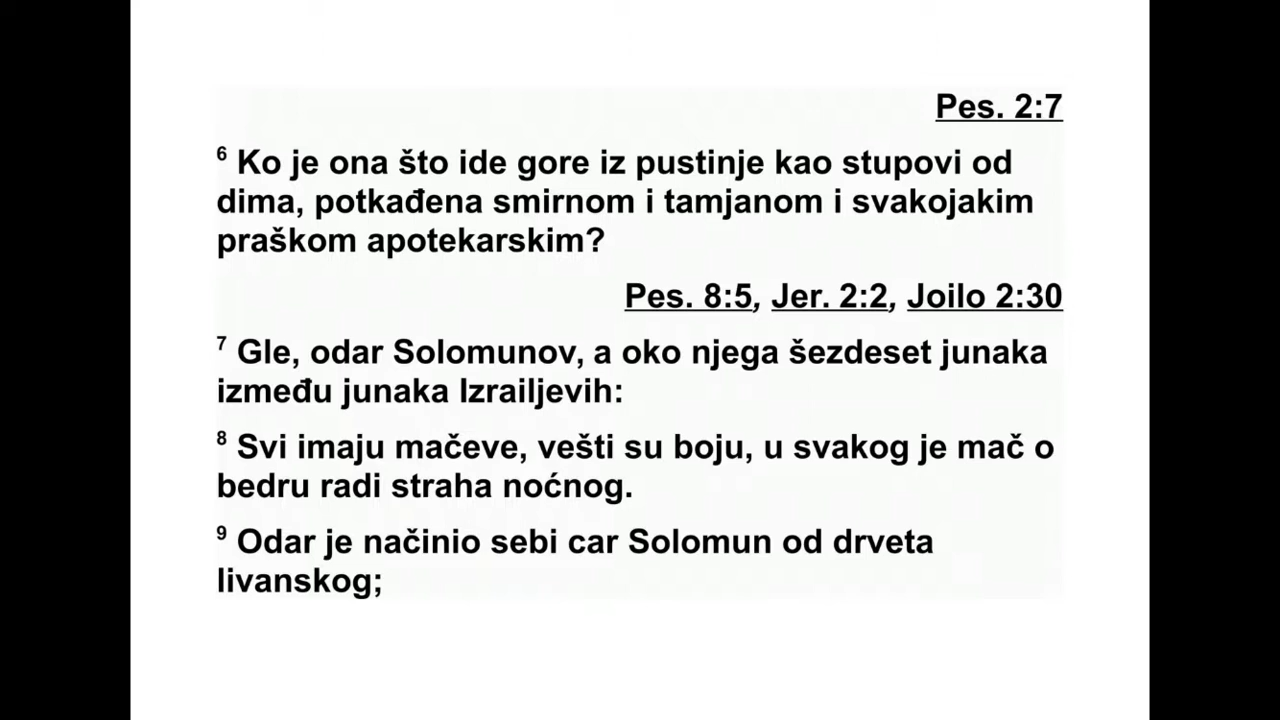 Pes. 2:7
6 Ko je ona što ide gore iz pustinje kao stupovi od
dima, potkađena smirnom i tamjanom i svakojakim
praškom apotekarskim?
Pes. 8:5, Jer. 2:2, Joilo 2:30
7 Gle, odar Solomunov, a oko njega šezdeset junaka
između junaka Izrailjevih:
8 Svi imaju mačeve, vešti su boju, u svakog je mač o
bedru radi straha noćnog.
9 Odar je načinio sebi car Solomun od drveta
livanskog;